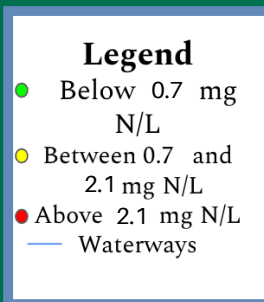 Legend
Below 0.7 mg
N/L
Between 0.7 and
2.1 mg N/L
Above 2.1 mg N/L
Waterways